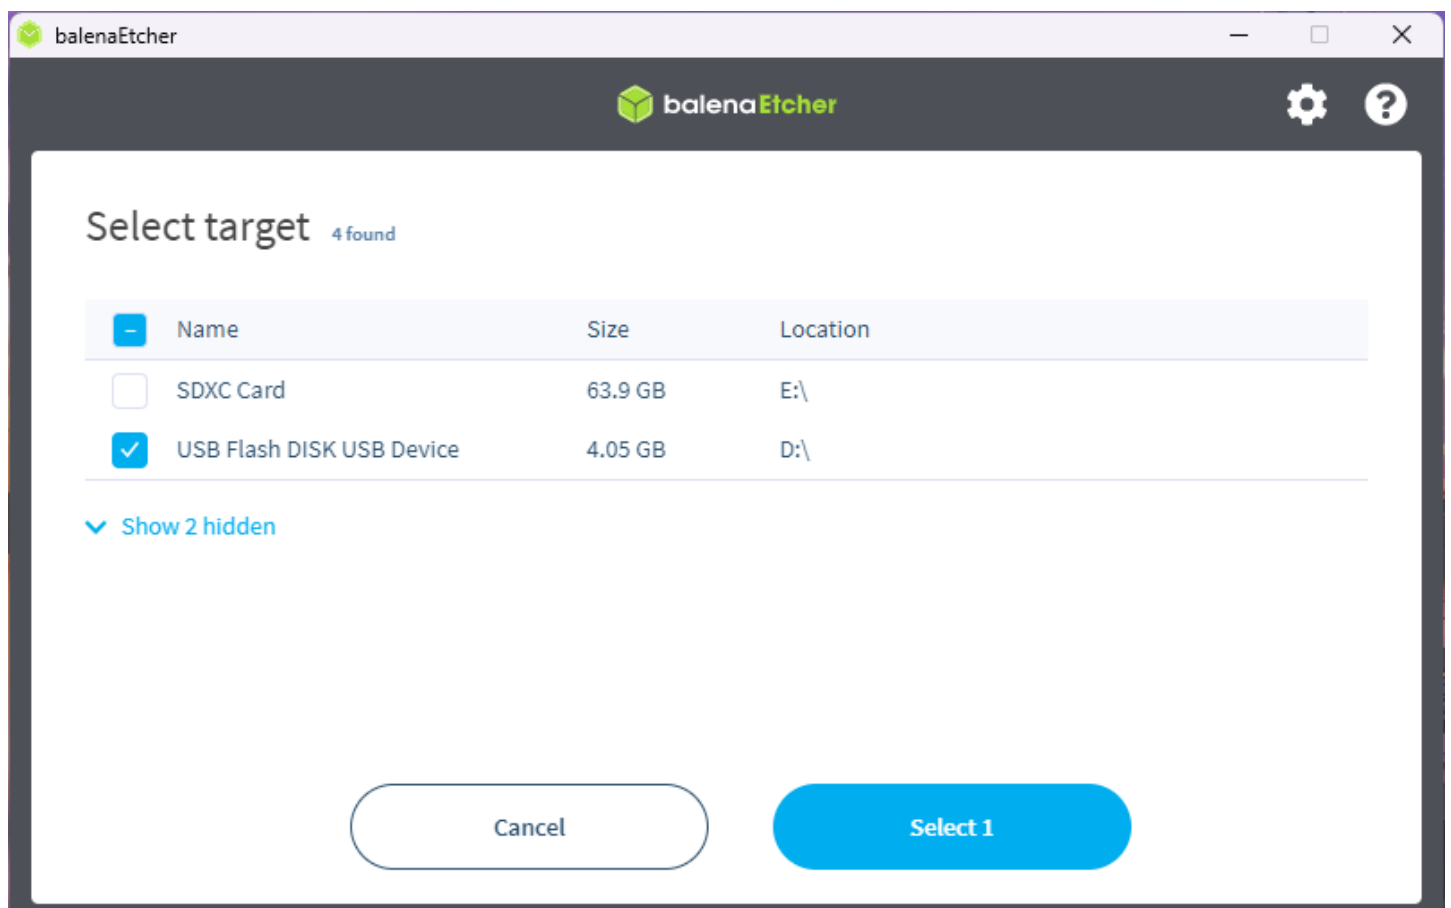 balenaEtcher
balenaEtcher
Select target 4 found
Name Size Location
SDXC Card 63.9 GB E:\
USB Flash DISK USB Device 4.05 GB D:\
Show 2 hidden
Cancel Select 1